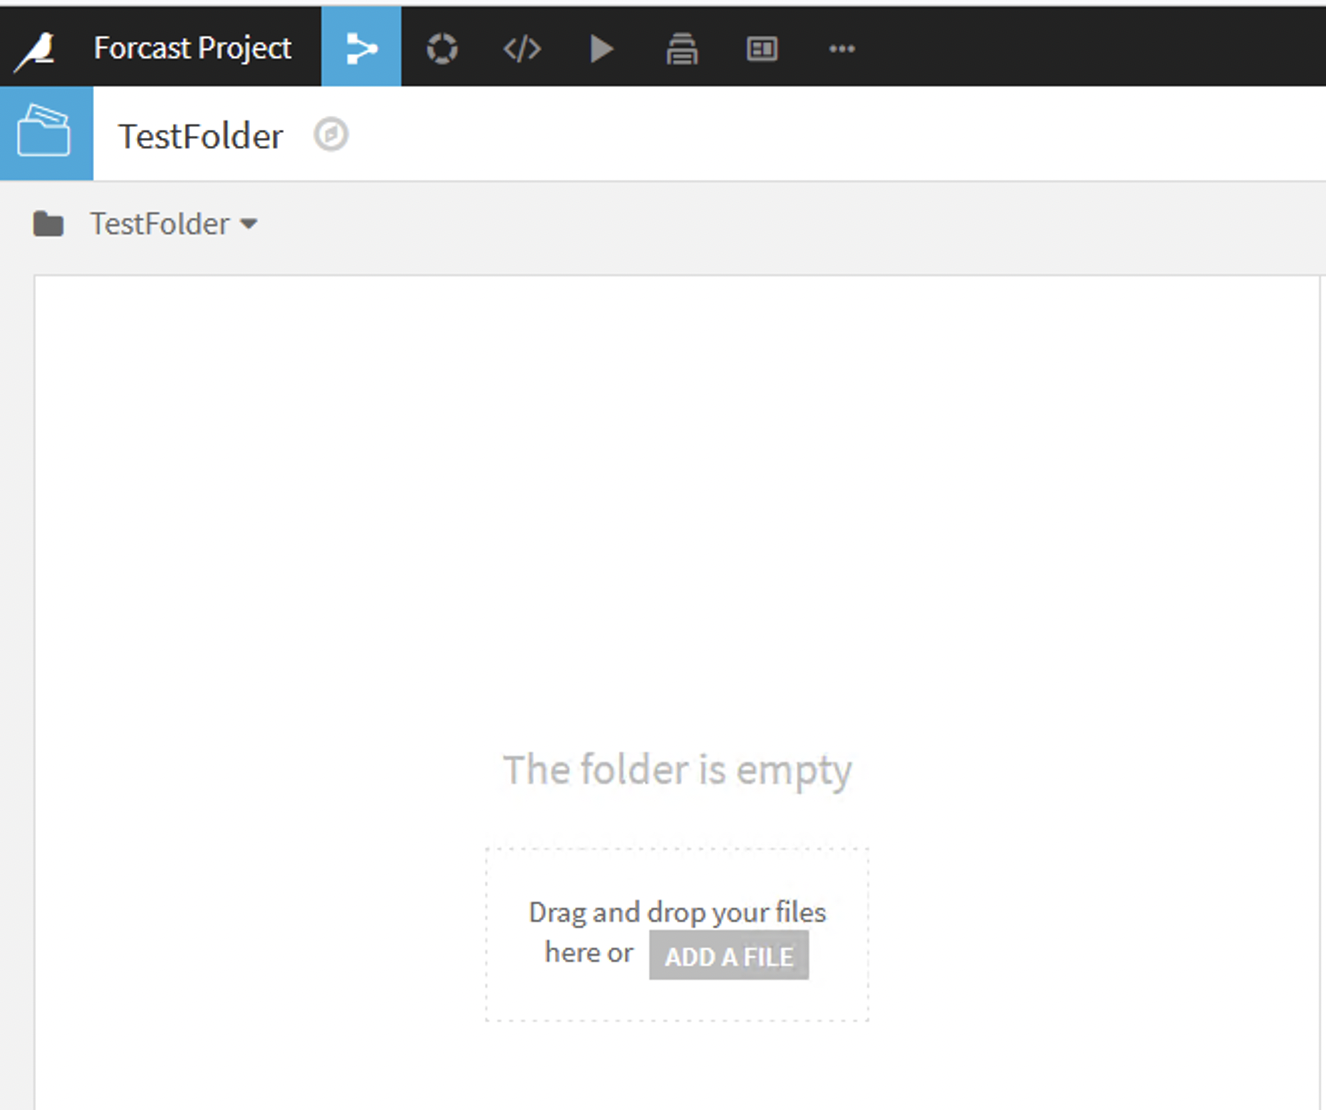 Forcast Project
TestFolder
TestFolder
The folder is empty
Drag and drop your files
here or ADD A FILE